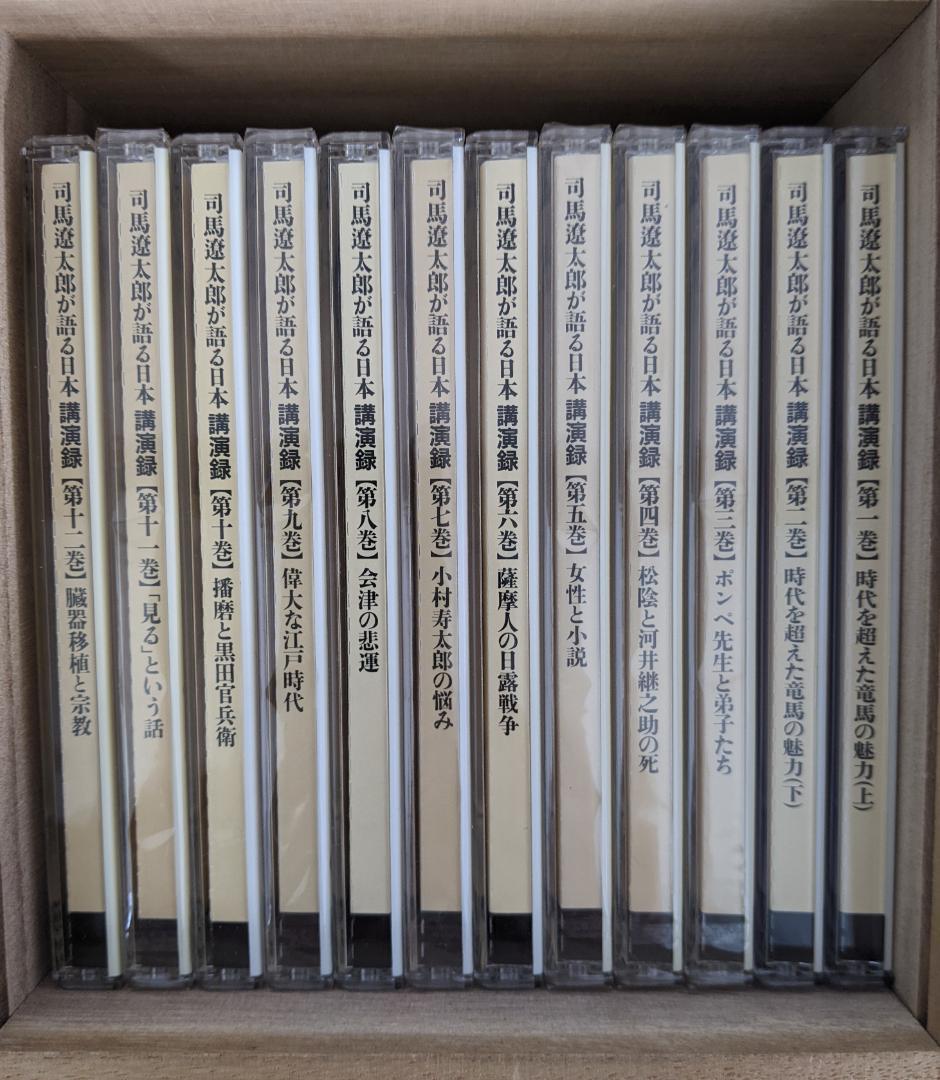 司馬遼太郎が語る日本 講演録【第一巻】時代を超えた竜馬の魅力(上)
司馬遼太郎が語る日本 講演録【第二巻】時代を超えた竜馬の魅力(下)
司馬遼太郎が語る日本 講演録【第三巻】ポンペ先生と弟子たち
司馬遼太郎が語る日本 講演録【第四巻】松陰と河井継之助の死
司馬遼太郎が語る日本 講演録【第五巻】女性と小説
司馬遼太郎が語る日本 講演録【第六巻】薩摩人の日露戦争
司馬遼太郎が語る日本 講演録【第七巻】小村寿太郎の悩み
司馬遼太郎が語る日本 講演録【第八巻】会津の悲運
司馬遼太郎が語る日本 講演録【第九巻】偉大な江戸時代
司馬遼太郎が語る日本 講演録【第十巻】播磨と黒田官兵衛
司馬遼太郎が語る日本 講演録【第十一巻】「見る」という話
司馬遼太郎が語る日本 講演録【第十二巻】臓器移植と宗教